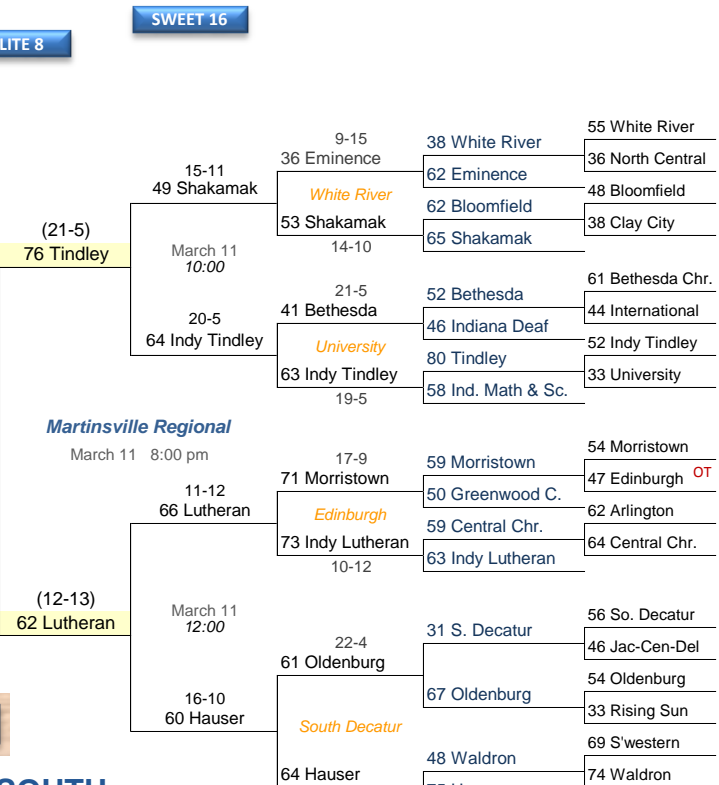 SWEET 16
LITE 8
55 White River
9-15
38 White River
36 Eminence
36 North Central
15-11
62 Eminence
49 Shakamak
White River
48 Bloomfield
62 Bloomfield
53 Shakamak
38 Clay City
(21-5)
65 Shakamak
76 Tindley
March 11
14-10
10:00
61 Bethesda Chr.
21-5
52 Bethesda
41 Bethesda
44 International
20-5
46 Indiana Deaf
64 Indy Tindley
University
52 Indy Tindley
80 Tindley
63 Indy Tindley
33 University
58 Ind. Math & Sc.
19-5
Martinsville Regional
March 11 8:00 pm
54 Morristown
17-9
59 Morristown
71 Morristown
47 Edinburgh OT
11-12
50 Greenwood C.
66 Lutheran
Edinburgh
62 Arlington
59 Central Chr.
73 Indy Lutheran
64 Central Chr.
63 Indy Lutheran
10-12
(12-13)
62 Lutheran
March 11
12:00
56 So. Decatur
31 S. Decatur
22-4
46 Jac-Cen-Del
61 Oldenburg
54 Oldenburg
67 Oldenburg
16-10
60 Hauser
33 Rising Sun
South Decatur
69 S'western
48 Waldron
64 Hauser
74 Waldron
SOUTH